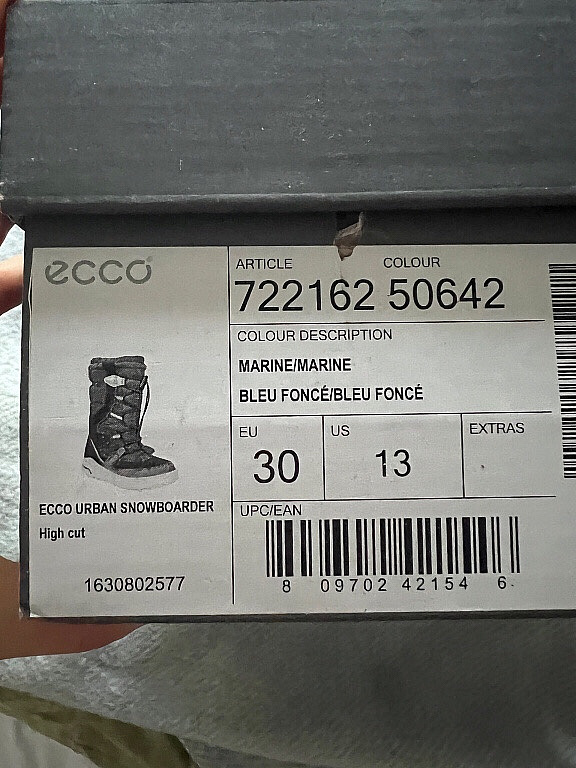 ecco
ARTICLE COLOUR
722162 50642
COLOUR DESCRIPTION
MARINE/MARINE
BLEU FONCÉ/BLEU FONCÉ
EU US EXTRAS
30 13
UPC/EAN
8 09702 42154 6
ECCO URBAN SNOWBOARDER
High cut
1630802577